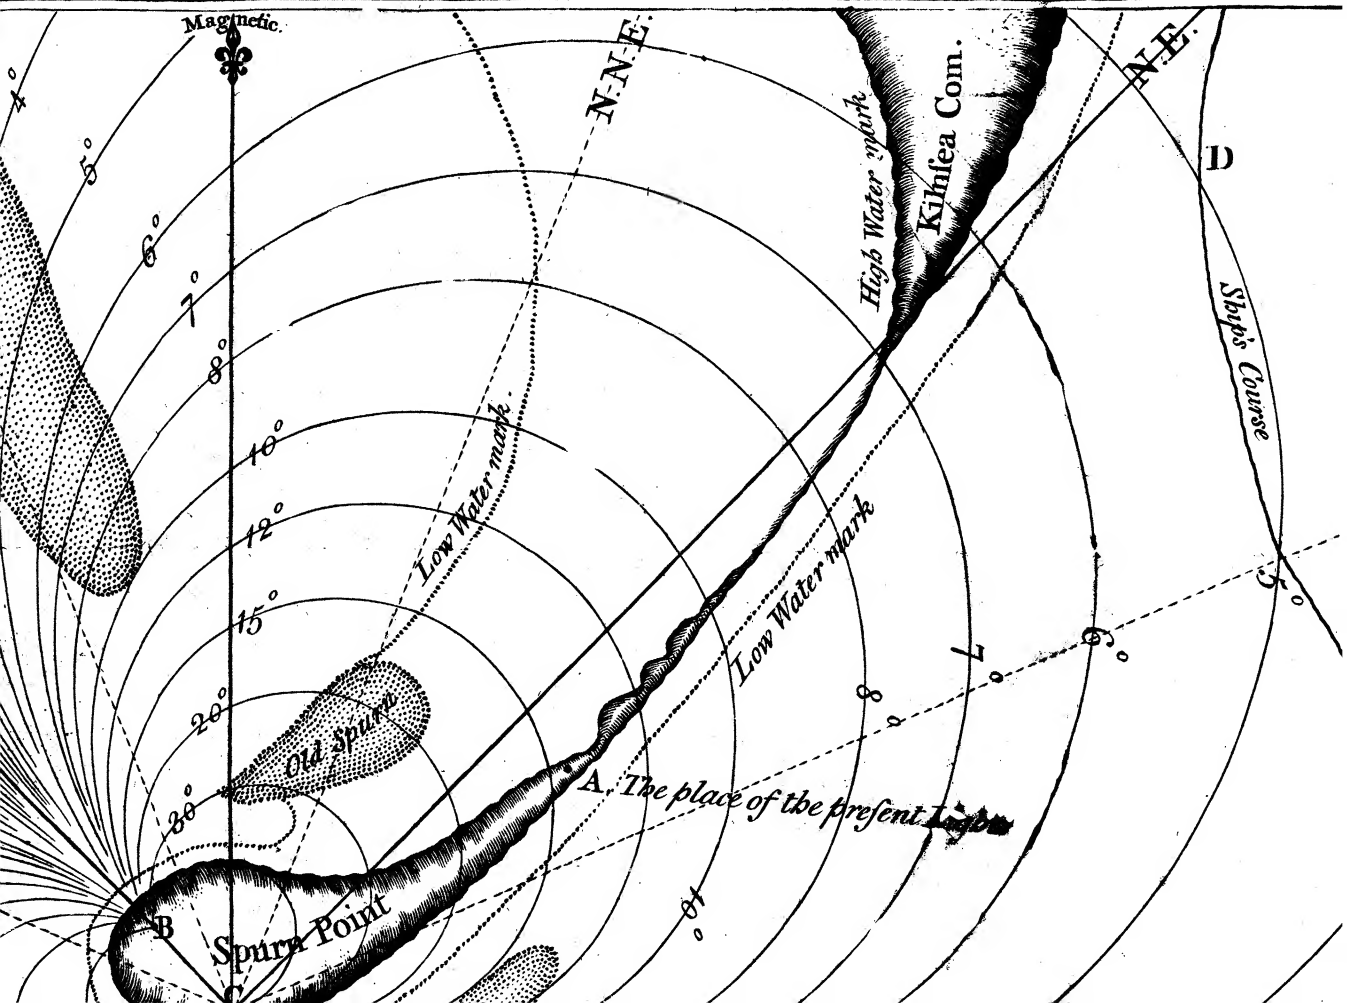 Magnetic.
N.N.E.
N.E.
4°
5°
6°
7°
8°
10°
12°
15°
20°
30°
High Water mark
Kilnſea Com.
D
Ship's Course
Low Water mark.
Low Water mark
5°
6°
7°
8°
10°
Old Spurn
A. The place of the preſent Lights
B
Spurn Point
C